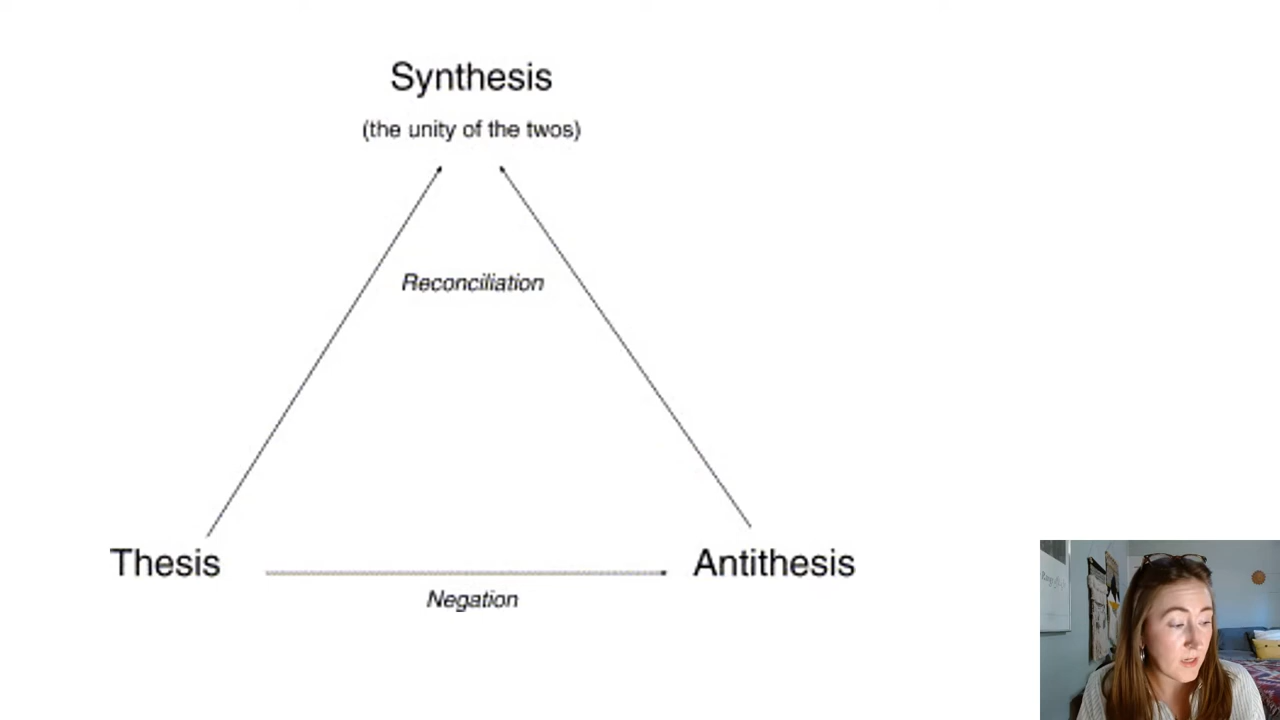 Synthesis
(the unity of the twos)
Reconciliation
Thesis
Antithesis
Negation